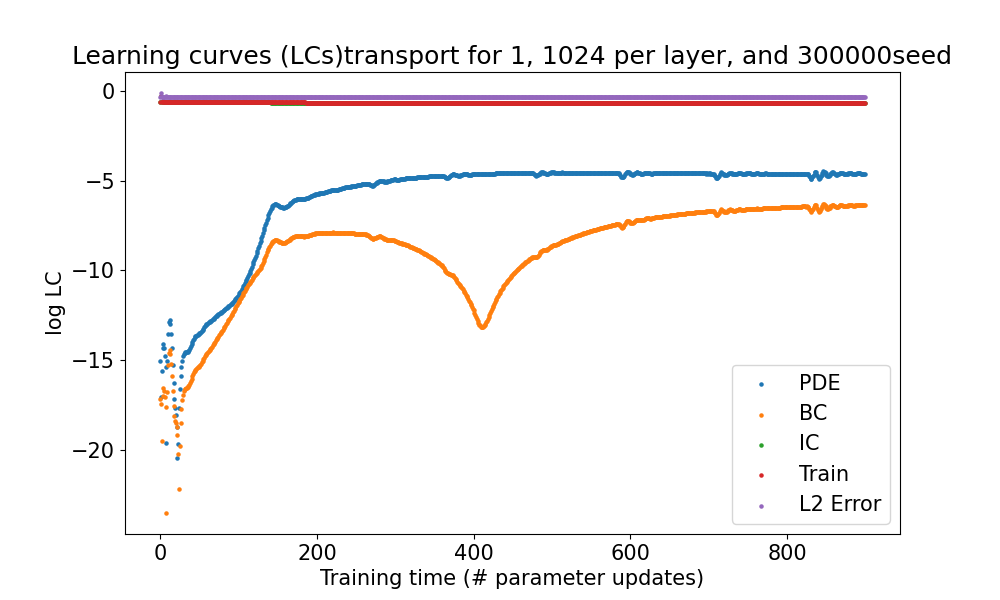 Learning curves (LCs)transport for 1, 1024 per layer, and 300000seed
0
−5
−10
−15
−20
log LC
0 200 400 600 800
Training time (# parameter updates)
PDE
BC
IC
Train
L2 Error